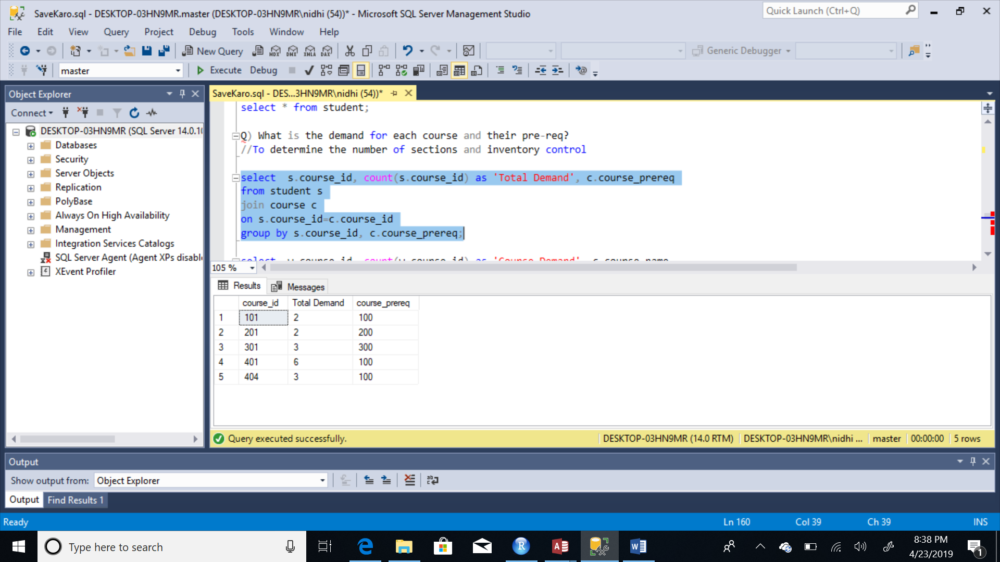 SaveKaro.sql - DESKTOP-03HN9MR.master (DESKTOP-03HN9MR\nidhi (54))* - Microsoft SQL Server Management Studio
Quick Launch (Ctrl+Q)
File Edit View Query Project Debug Tools Window Help
New Query
MDX DMX XMLA DAX
Generic Debugger
master
Execute Debug
Object Explorer
Connect
DESKTOP-03HN9MR (SQL Server 14.0.10
Databases
Security
Server Objects
Replication
PolyBase
Always On High Availability
Management
Integration Services Catalogs
SQL Server Agent (Agent XPs disable
XEvent Profiler
SaveKaro.sql - DES...3HN9MR\nidhi (54))*
select * from student;
Q) What is the demand for each course and their pre-req?
//To determine the number of sections and inventory control
select  s.course_id, count(s.course_id) as 'Total Demand', c.course_prereq
from student s
join course c
on s.course_id=c.course_id
group by s.course_id, c.course_prereq;
105 %
Results Messages
course_id Total Demand course_prereq
1 101 2 100
2 201 2 200
3 301 3 300
4 401 6 100
5 404 3 100
Query executed successfully.
DESKTOP-03HN9MR (14.0 RTM) DESKTOP-03HN9MR\nidhi ... master 00:00:00 5 rows
Output
Show output from: Object Explorer
Output Find Results 1
Ready
Ln 160 Col 39 Ch 39 INS
Type here to search
8:38 PM
4/23/2019
1